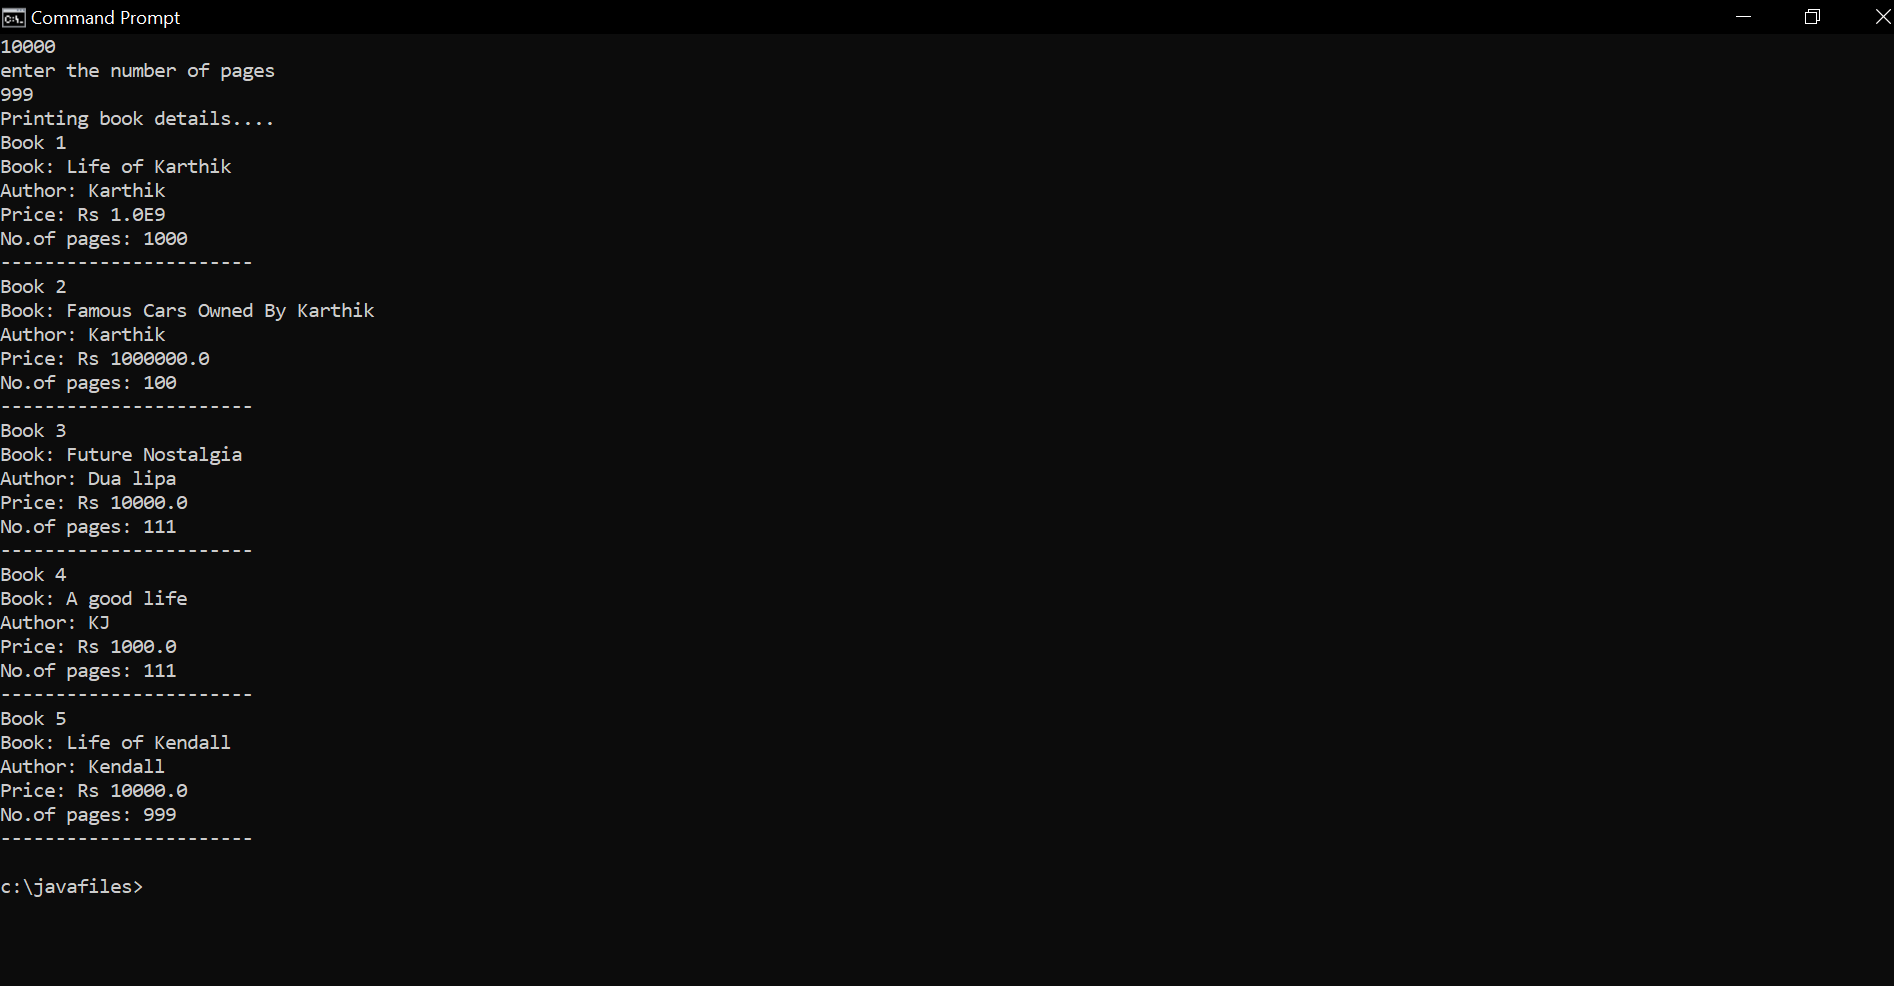 Command Prompt
10000
enter the number of pages
999
Printing book details....
Book 1
Book: Life of Karthik
Author: Karthik
Price: Rs 1.0E9
No.of pages: 1000
-----------------------
Book 2
Book: Famous Cars Owned By Karthik
Author: Karthik
Price: Rs 1000000.0
No.of pages: 100
-----------------------
Book 3
Book: Future Nostalgia
Author: Dua lipa
Price: Rs 10000.0
No.of pages: 111
-----------------------
Book 4
Book: A good life
Author: KJ
Price: Rs 1000.0
No.of pages: 111
-----------------------
Book 5
Book: Life of Kendall
Author: Kendall
Price: Rs 10000.0
No.of pages: 999
-----------------------
c:\javafiles>